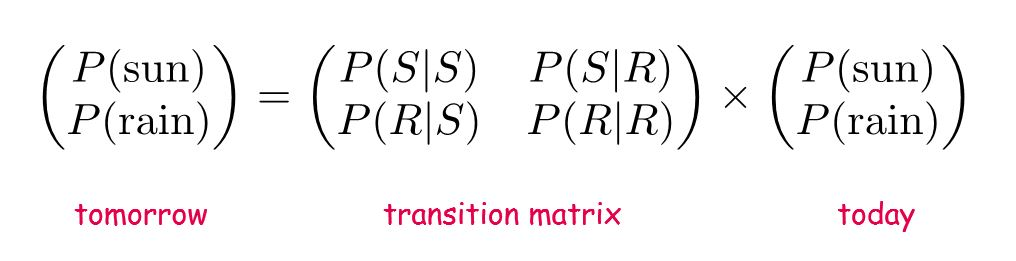 P(sun) P(S|S) P(S|R) P(sun)
= ×
P(rain) P(R|S) P(R|R) P(rain)
tomorrow transition matrix today